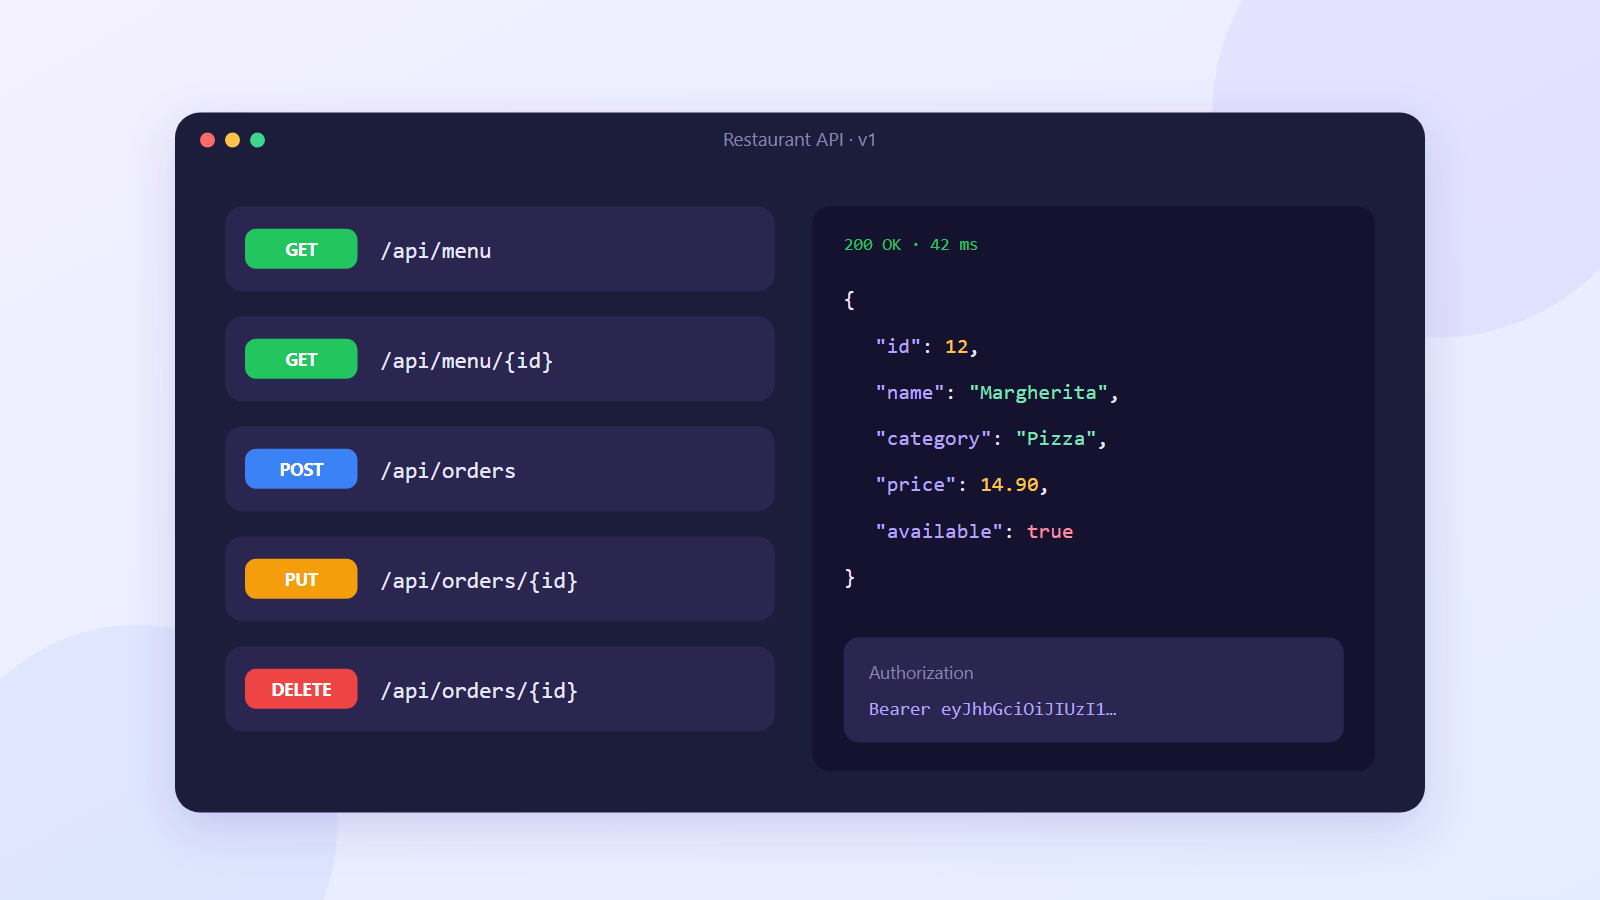 Restaurant API · v1
GET /api/menu
GET /api/menu/{id}
POST /api/orders
PUT /api/orders/{id}
DELETE /api/orders/{id}
200 OK · 42 ms
{
"id": 12,
"name": "Margherita",
"category": "Pizza",
"price": 14.90,
"available": true
}
Authorization
Bearer eyJhbGciOiJIUzI1…